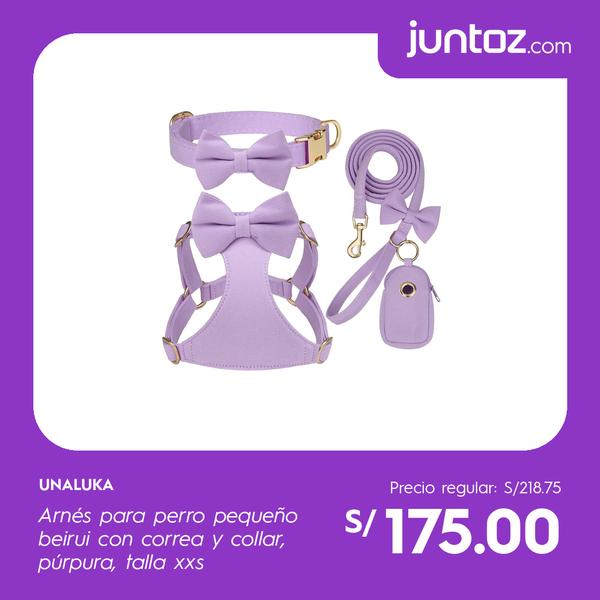 juntoz.com
UNALUKA
Arnés para perro pequeño
beirui con correa y collar,
púrpura, talla xxs
Precio regular: S/218.75
S/175.00